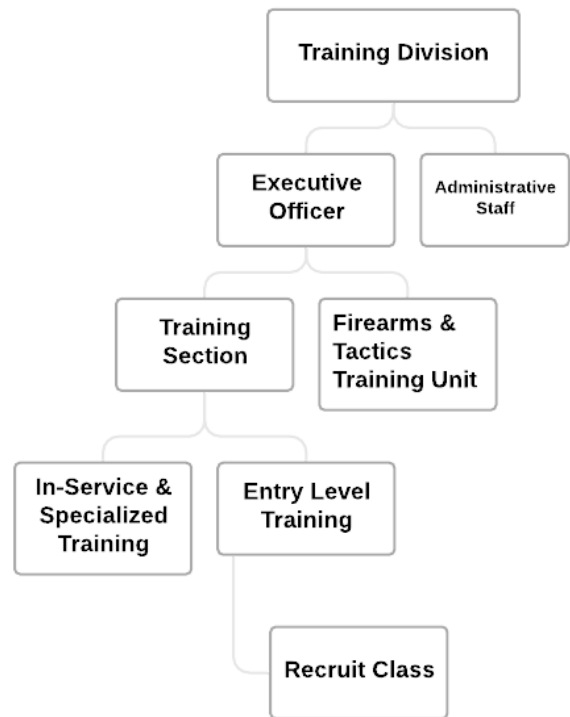 Training Division
Executive
Officer
Administrative
Staff
Training
Section
Firearms &
Tactics
Training Unit
In-Service &
Specialized
Training
Entry Level
Training
Recruit Class